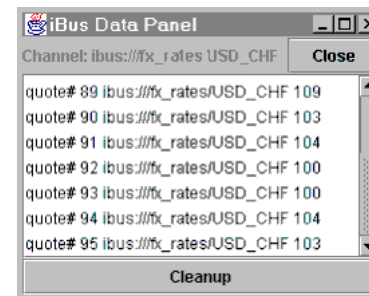 iBus Data Panel
Channel: ibus:///fx_rates USD_CHF Close
quote# 89 ibus:///fx_rates/USD_CHF 109
quote# 90 ibus:///fx_rates/USD_CHF 103
quote# 91 ibus:///fx_rates/USD_CHF 104
quote# 92 ibus:///fx_rates/USD_CHF 100
quote# 93 ibus:///fx_rates/USD_CHF 100
quote# 94 ibus:///fx_rates/USD_CHF 104
quote# 95 ibus:///fx_rates/USD_CHF 103
Cleanup